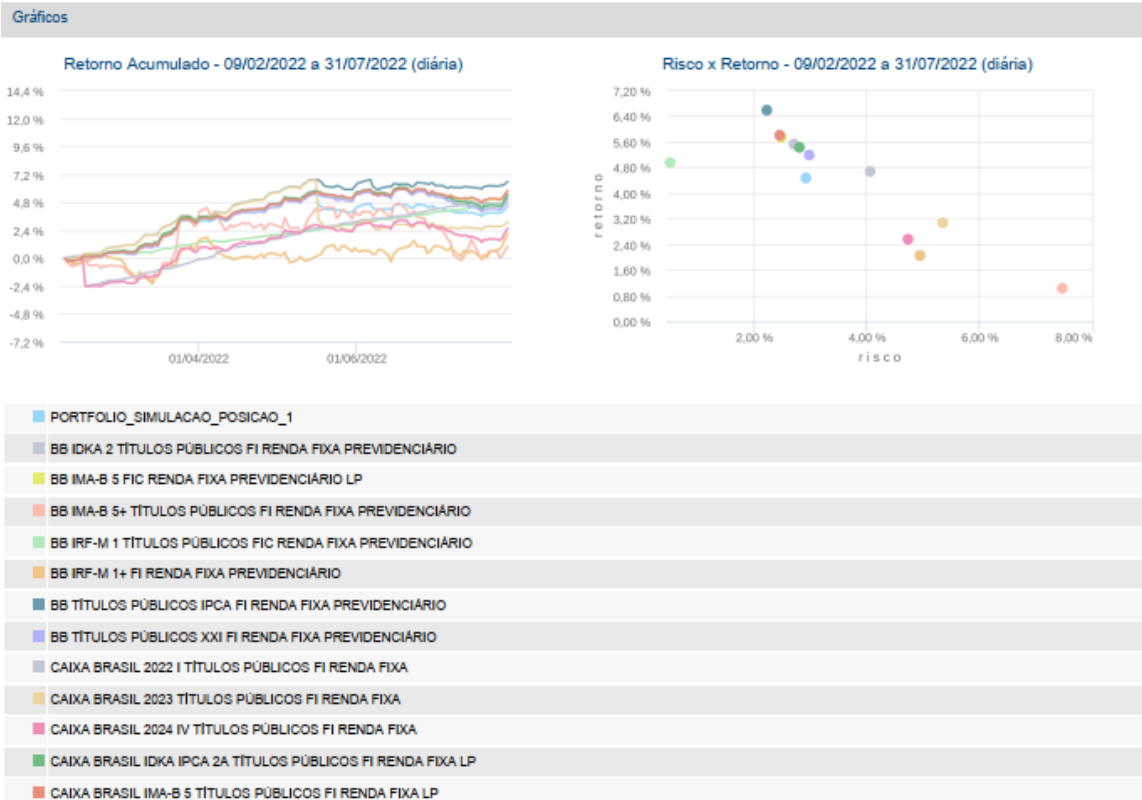 Gráficos
Retorno Acumulado - 09/02/2022 a 31/07/2022 (diária)
14,4 %
12,0 %
9,6 %
7,2 %
4,8 %
2,4 %
0,0 %
-2,4 %
-4,8 %
-7,2 %
01/04/2022
01/06/2022
Risco x Retorno - 09/02/2022 a 31/07/2022 (diária)
retorno
7,20 %
6,40 %
5,60 %
4,80 %
4,00 %
3,20 %
2,40 %
1,60 %
0,80 %
0,00 %
2,00 %
4,00 %
6,00 %
8,00 %
risco
PORTFOLIO_SIMULACAO_POSICAO_1
BB IDKA 2 TÍTULOS PÚBLICOS FI RENDA FIXA PREVIDENCIÁRIO
BB IMA-B 5 FIC RENDA FIXA PREVIDENCIÁRIO LP
BB IMA-B 5+ TÍTULOS PÚBLICOS FI RENDA FIXA PREVIDENCIÁRIO
BB IRF-M 1 TÍTULOS PÚBLICOS FIC RENDA FIXA PREVIDENCIÁRIO
BB IRF-M 1+ FI RENDA FIXA PREVIDENCIÁRIO
BB TÍTULOS PÚBLICOS IPCA FI RENDA FIXA PREVIDENCIÁRIO
BB TÍTULOS PÚBLICOS XXI FI RENDA FIXA PREVIDENCIÁRIO
CAIXA BRASIL 2022 I TÍTULOS PÚBLICOS FI RENDA FIXA
CAIXA BRASIL 2023 TÍTULOS PÚBLICOS FI RENDA FIXA
CAIXA BRASIL 2024 IV TÍTULOS PÚBLICOS FI RENDA FIXA
CAIXA BRASIL IDKA IPCA 2A TÍTULOS PÚBLICOS FI RENDA FIXA LP
CAIXA BRASIL IMA-B 5 TÍTULOS PÚBLICOS FI RENDA FIXA LP